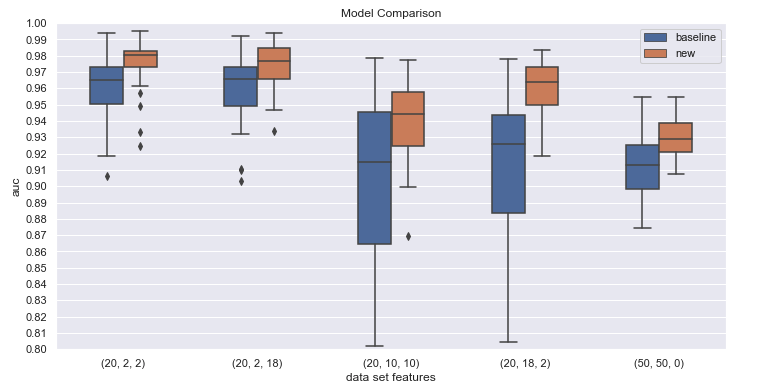 Model Comparison
baseline
new
auc
1.00
0.99
0.98
0.97
0.96
0.95
0.94
0.93
0.92
0.91
0.90
0.89
0.88
0.87
0.86
0.85
0.84
0.83
0.82
0.81
0.80
(20, 2, 2)
(20, 2, 18)
(20, 10, 10)
(20, 18, 2)
(50, 50, 0)
data set features